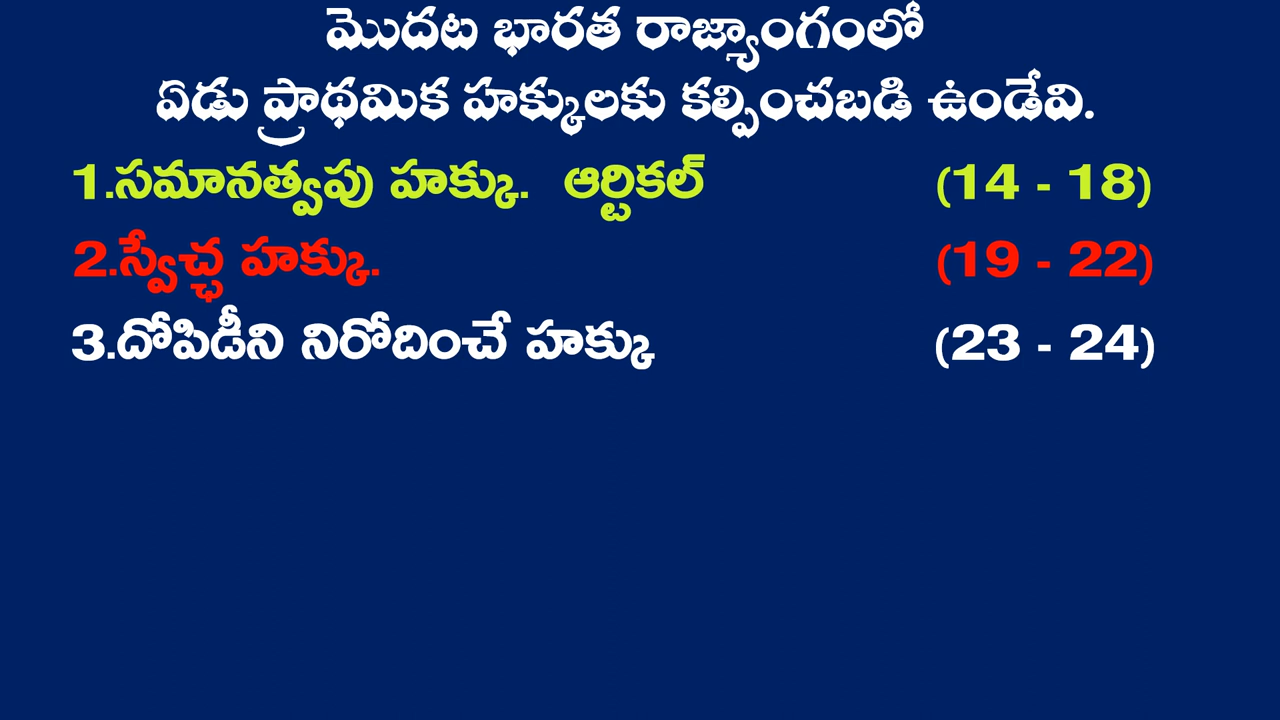 మొదట భారత రాజ్యాంగంలో
ఏడు ప్రాథమిక హక్కులకు కల్పించబడి ఉండేవి.
1.సమానత్వపు హక్కు. ఆర్టికల్ (14 - 18)
2.స్వేచ్ఛ హక్కు. (19 - 22)
3.దోపిడీని నిరోదించే హక్కు (23 - 24)